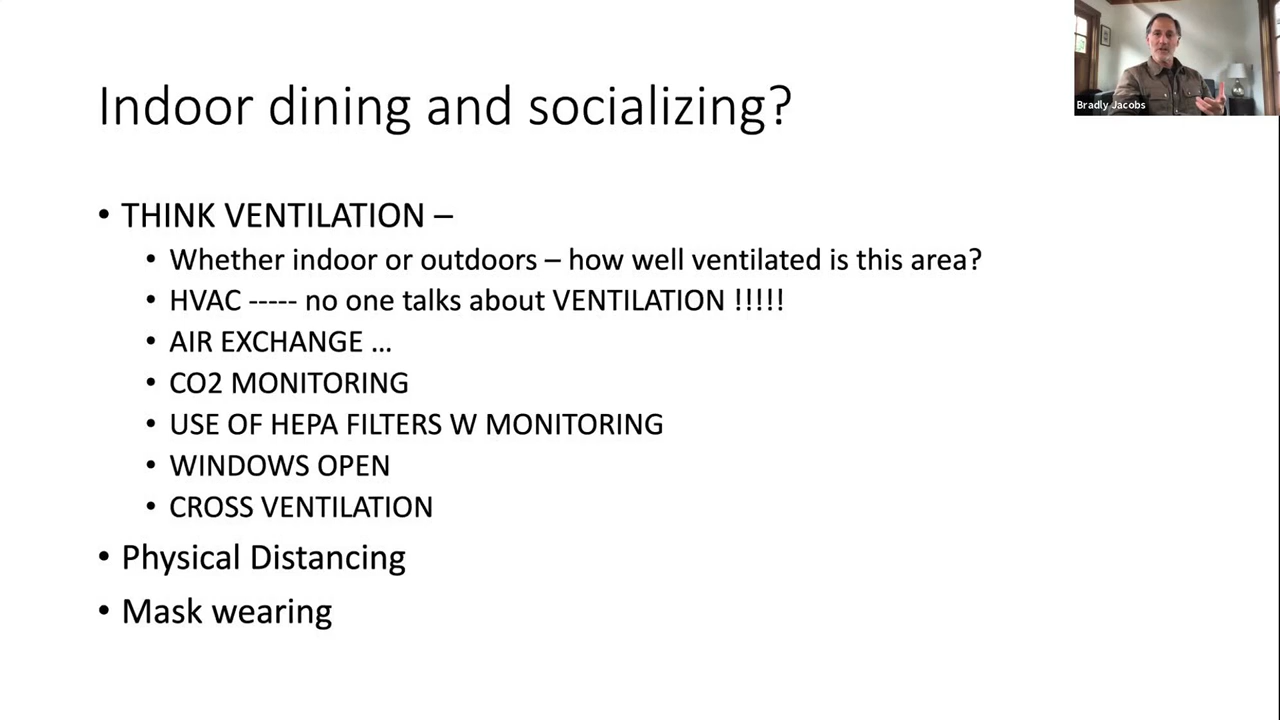 Bradly Jacobs
Indoor dining and socializing?
• THINK VENTILATION –
• Whether indoor or outdoors – how well ventilated is this area?
• HVAC ----- no one talks about VENTILATION !!!!!
• AIR EXCHANGE ...
• CO2 MONITORING
• USE OF HEPA FILTERS W MONITORING
• WINDOWS OPEN
• CROSS VENTILATION
• Physical Distancing
• Mask wearing